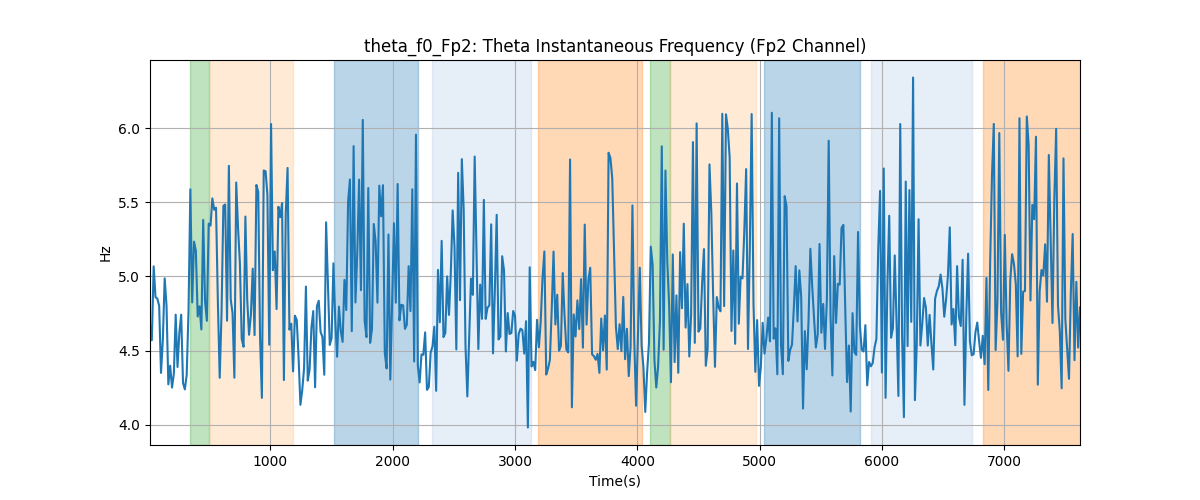 theta_f0_Fp2: Theta Instantaneous Frequency (Fp2 Channel)
Hz
6.0
5.5
5.0
4.5
4.0
1000 2000 3000 4000 5000 6000 7000
Time(s)